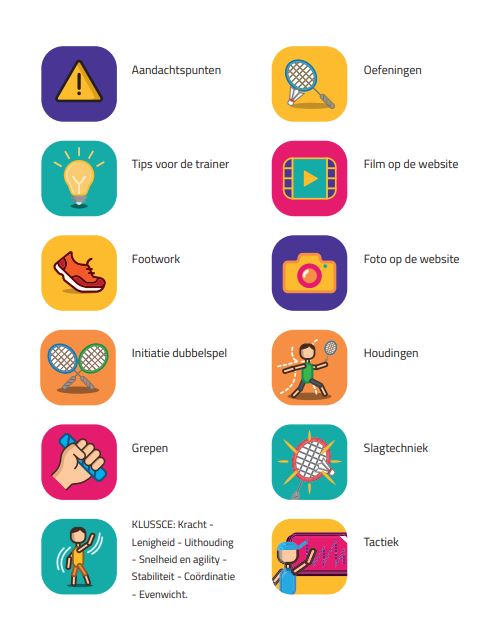 Aandachtspunten
Oefeningen
Tips voor de trainer
Film op de website
Footwork
Foto op de website
Initiatie dubbelspel
Houdingen
Grepen
Slagtechniek
KLUSSCE: Kracht -
Lenigheid - Uithouding
- Snelheid en agility -
Stabiliteit - Coördinatie
- Evenwicht.
Tactiek